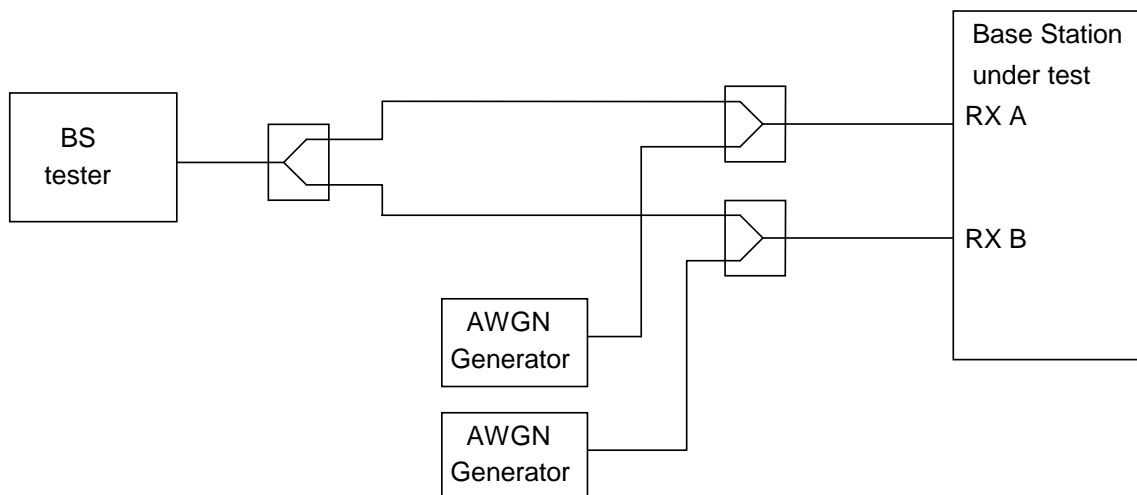 BS
tester
Base Station
under test
RX A
RX B
AWGN
Generator
AWGN
Generator